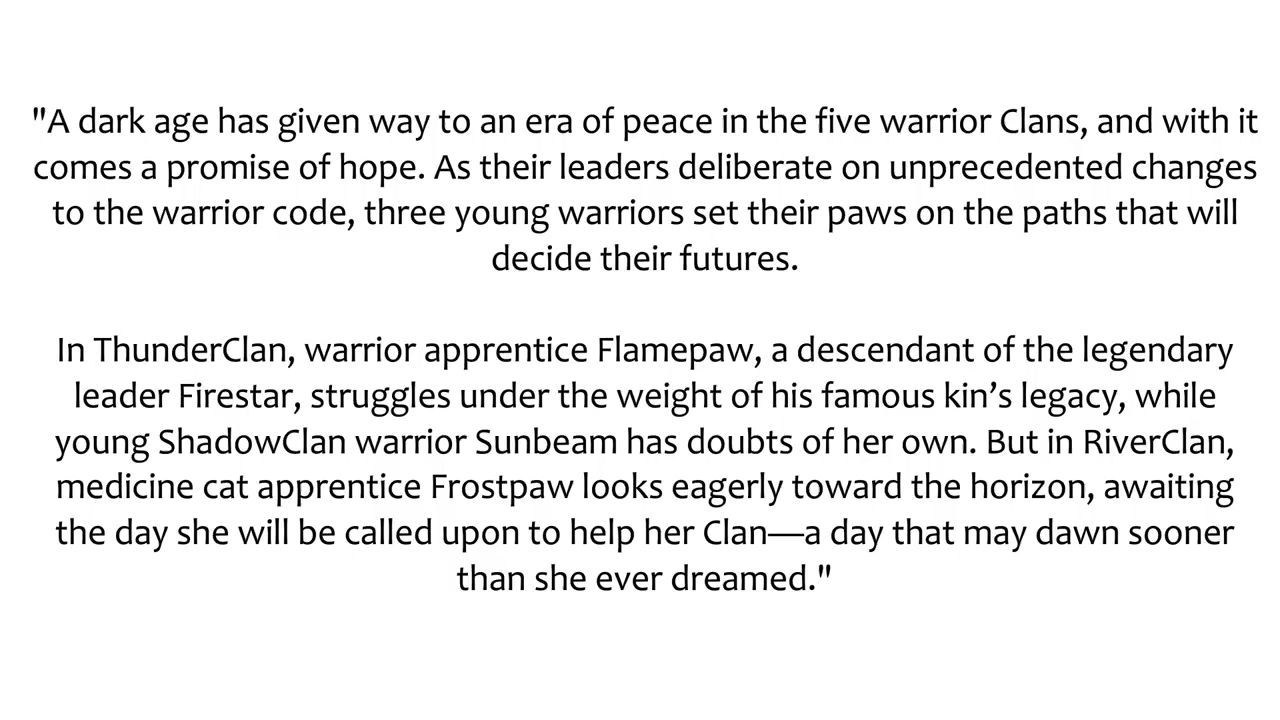 "A dark age has given way to an era of peace in the five warrior Clans, and with it
comes a promise of hope. As their leaders deliberate on unprecedented changes
to the warrior code, three young warriors set their paws on the paths that will
decide their futures.
In ThunderClan, warrior apprentice Flamepaw, a descendant of the legendary
leader Firestar, struggles under the weight of his famous kin’s legacy, while
young ShadowClan warrior Sunbeam has doubts of her own. But in RiverClan,
medicine cat apprentice Frostpaw looks eagerly toward the horizon, awaiting
the day she will be called upon to help her Clan—a day that may dawn sooner
than she ever dreamed."